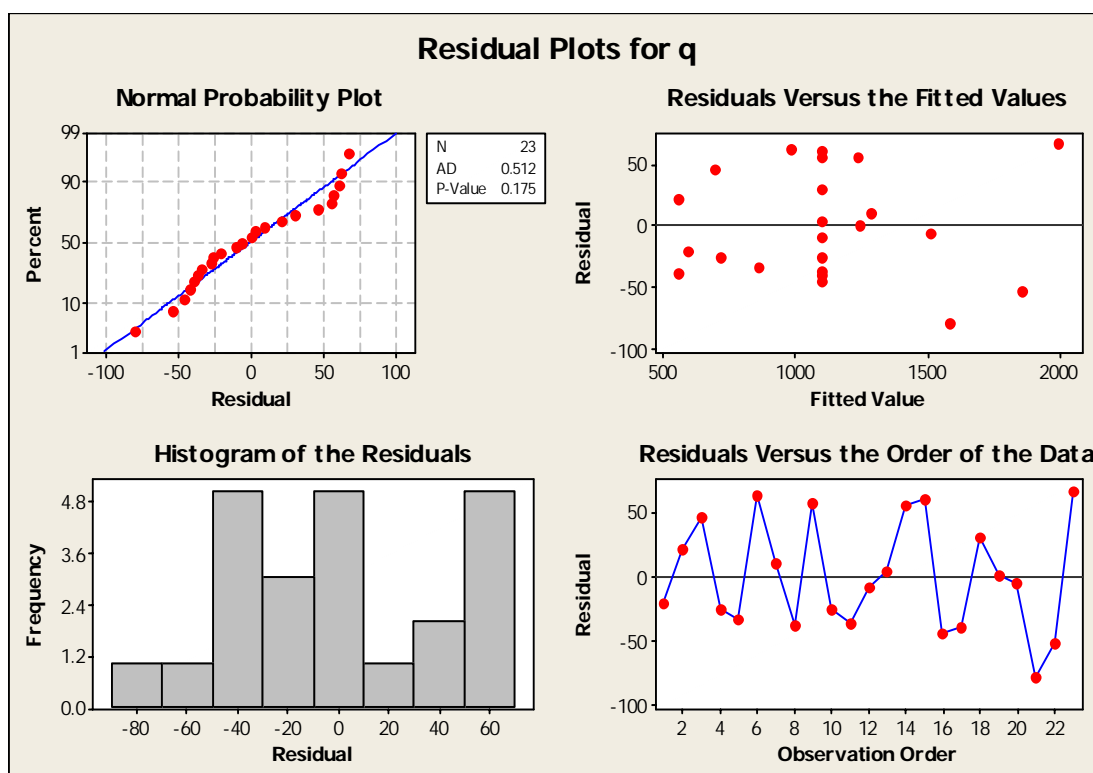 Residual Plots for q
Normal Probability Plot
Percent
99
90
50
10
1
-100 -50 0 50 100
Residual
N 23
AD 0.512
P-Value 0.175
Residuals Versus the Fitted Values
Residual
50
0
-50
-100
500 1000 1500 2000
Fitted Value
Histogram of the Residuals
Frequency
4.8
3.6
2.4
1.2
0.0
-80 -60 -40 -20 0 20 40 60
Residual
Residuals Versus the Order of the Data
Residual
50
0
-50
-100
2 4 6 8 10 12 14 16 18 20 22
Observation Order